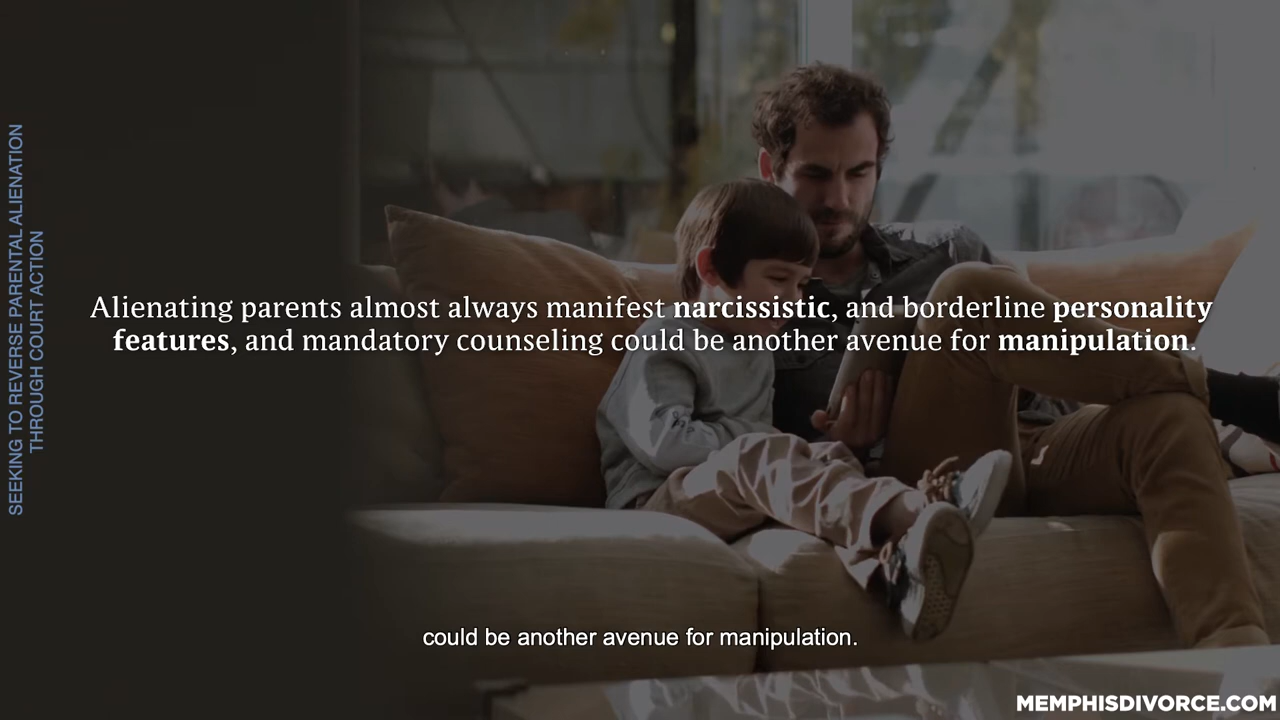 SEEKING TO REVERSE PARENTAL ALIENATION
THROUGH COURT ACTION
Alienating parents almost always manifest narcissistic, and borderline personality
features, and mandatory counseling could be another avenue for manipulation.
could be another avenue for manipulation.
MEMPHISDIVORCE.COM